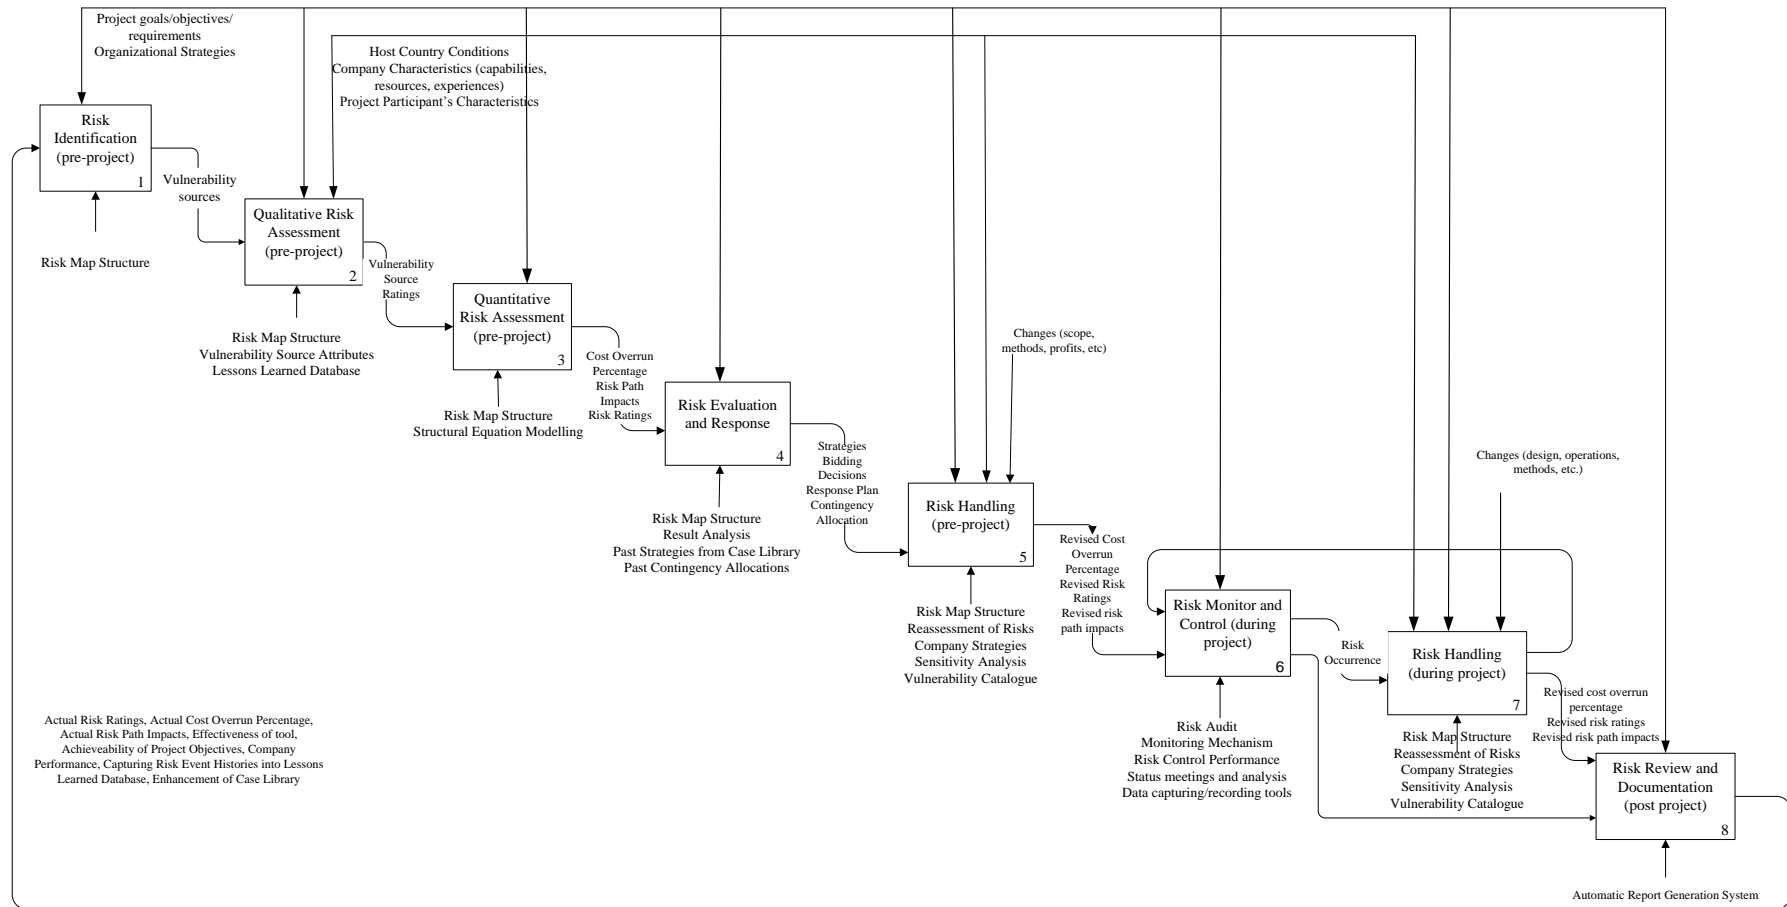 Project goals/objectives/
requirements
Organizational Strategies
Host Country Conditions
Company Characteristics (capabilities,
resources, experiences)
Project Participant's Characteristics
Risk
Identification
(pre-project)
1
Vulnerability
sources
Risk Map Structure
Qualitative Risk
Assessment
(pre-project)
2
Vulnerability
Source
Ratings
Risk Map Structure
Vulnerability Source Attributes
Lessons Learned Database
Quantitative
Risk Assessment
(pre-project)
3
Cost Overrun
Percentage
Risk Path
Impacts
Risk Ratings
Risk Map Structure
Structural Equation Modelling
Risk Evaluation
and Response
4
Strategies
Bidding
Decisions
Response Plan
Contingency
Allocation
Risk Map Structure
Result Analysis
Past Strategies from Case Library
Past Contingency Allocations
Changes (scope,
methods, profits, etc)
Risk Handling
(pre-project)
5
Revised Cost
Overrun
Percentage
Revised Risk
Ratings
Revised risk
path impacts
Risk Map Structure
Reassessment of Risks
Company Strategies
Sensitivity Analysis
Vulnerability Catalogue
Risk Monitor and
Control (during
project)
6
Risk
Occurrence
Risk Audit
Monitoring Mechanism
Risk Control Performance
Status meetings and analysis
Data capturing/recording tools
Changes (design, operations,
methods, etc.)
Risk Handling
(during project)
7
Revised cost overrun
percentage
Revised risk ratings
Revised risk path impacts
Risk Map Structure
Reassessment of Risks
Company Strategies
Sensitivity Analysis
Vulnerability Catalogue
Risk Review and
Documentation
(post project)
8
Automatic Report Generation System
Actual Risk Ratings, Actual Cost Overrun Percentage,
Actual Risk Path Impacts, Effectiveness of tool,
Achieveability of Project Objectives, Company
Performance, Capturing Risk Event Histories into Lessons
Learned Database, Enhancement of Case Library